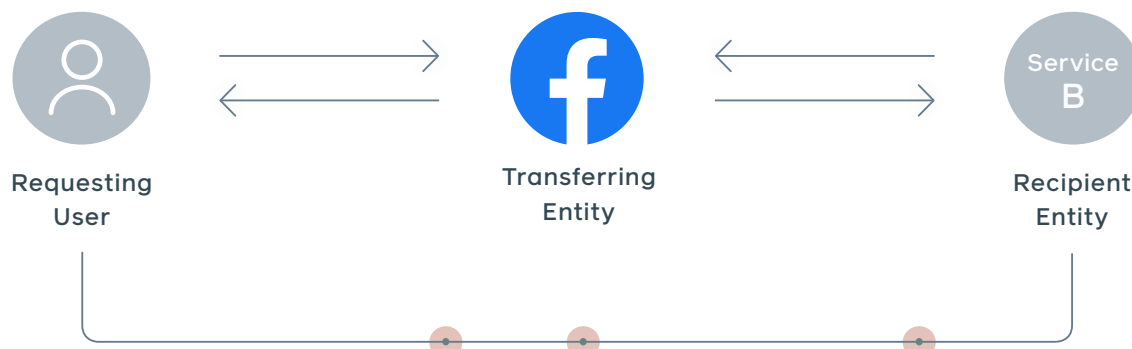 Service
B
Requesting
User
Transferring
Entity
Recipient
Entity